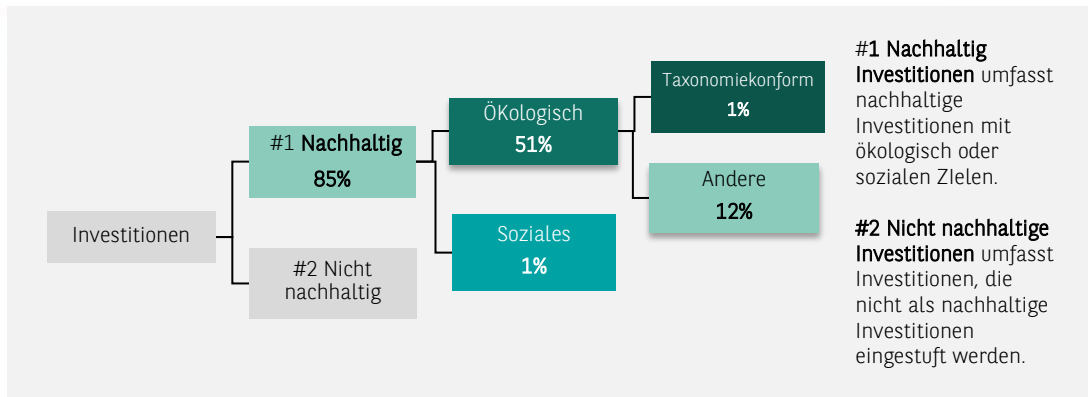 Investitionen
#1 Nachhaltig
85%
#2 Nicht
nachhaltig
ÖKologisch
51%
Soziales
1%
Taxonomiekonform
1%
Andere
12%
#1 Nachhaltig
Investitionen umfasst
nachhaltige
Investitionen mit
ökologisch oder
sozialen ZIelen.
#2 Nicht nachhaltige
Investitionen umfasst
Investitionen, die
nicht als nachhaltige
Investitionen
eingestuft werden.